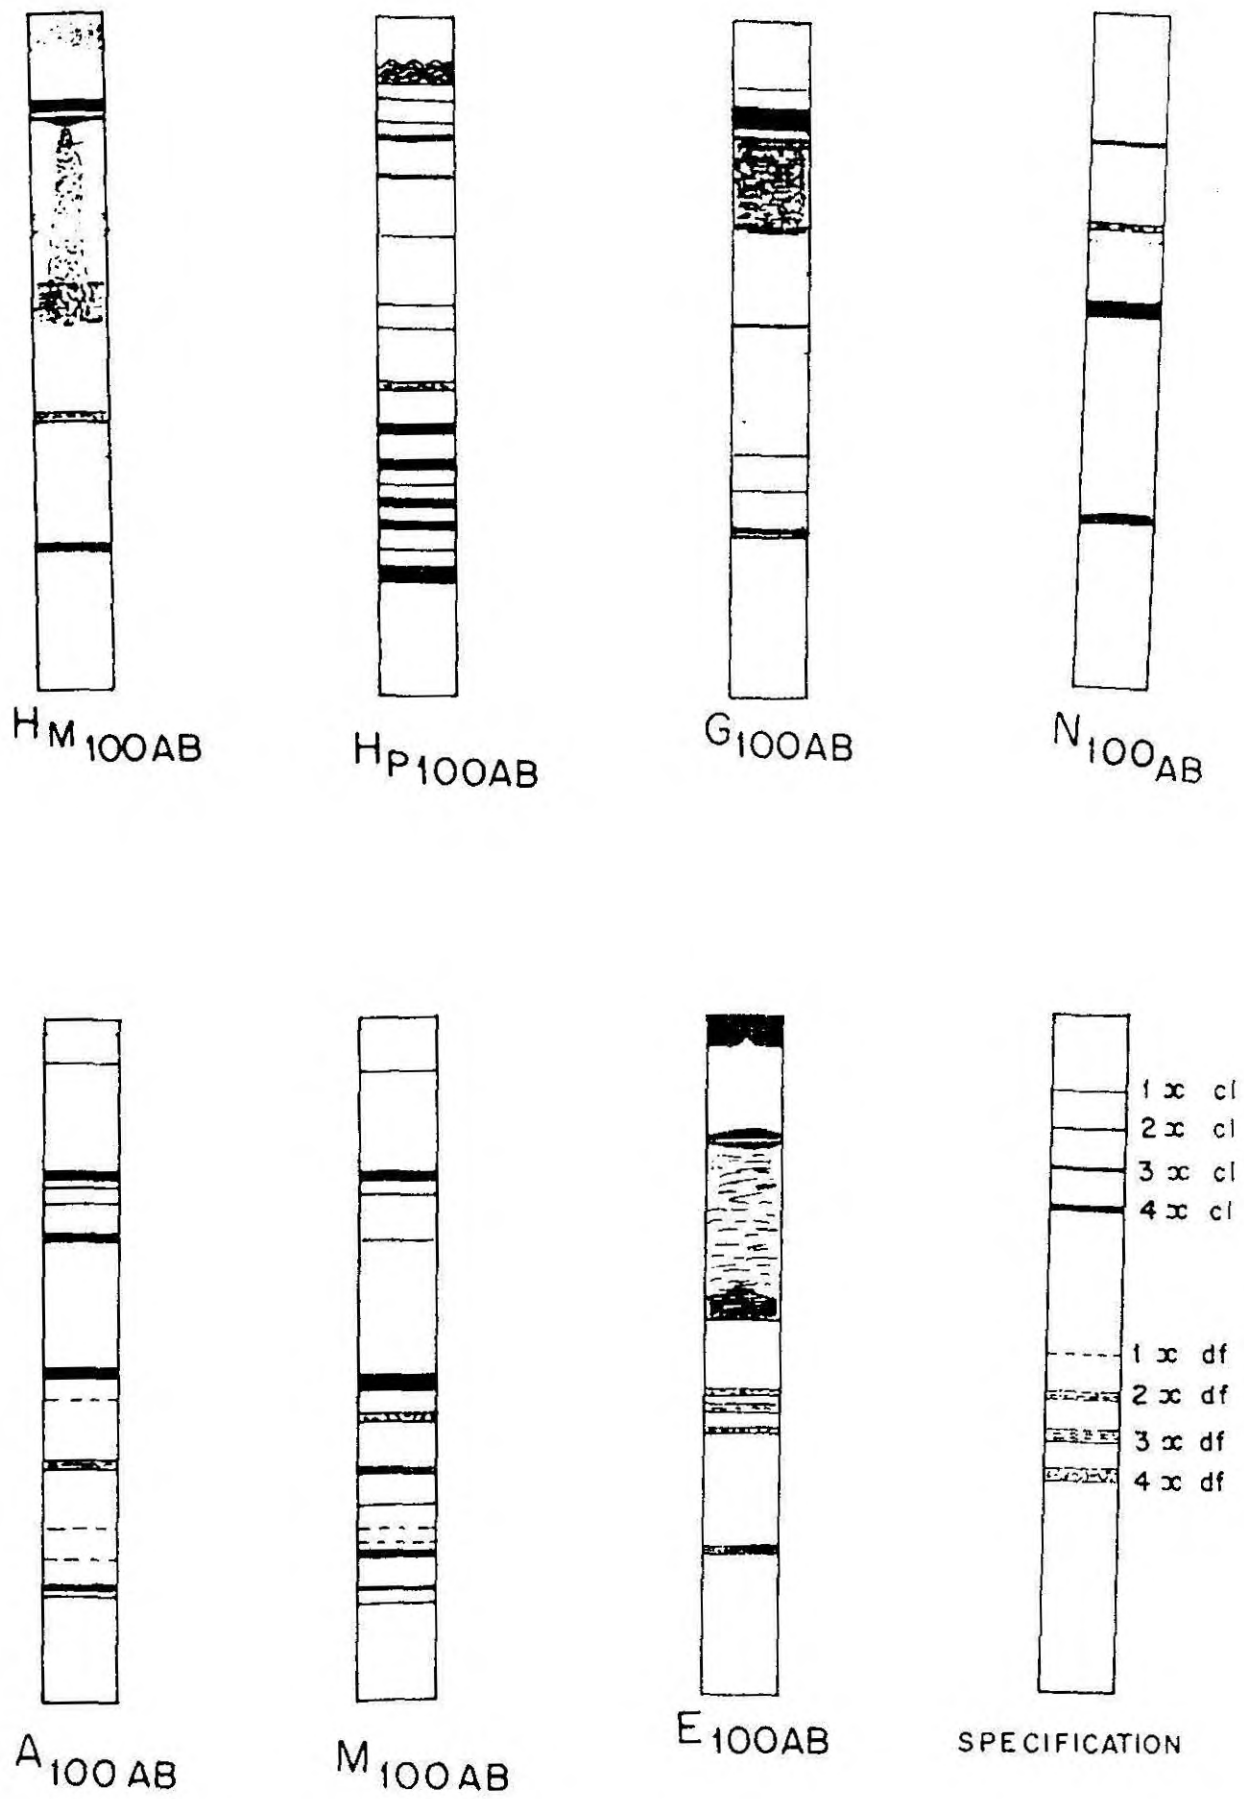 HM100AB
HP100AB
G100AB
N100AB
1 x cl
2 x cl
3 x cl
4 x cl
1 x df
2 x df
3 x df
4 x df
A100AB
M100AB
E100AB
SPECIFICATION